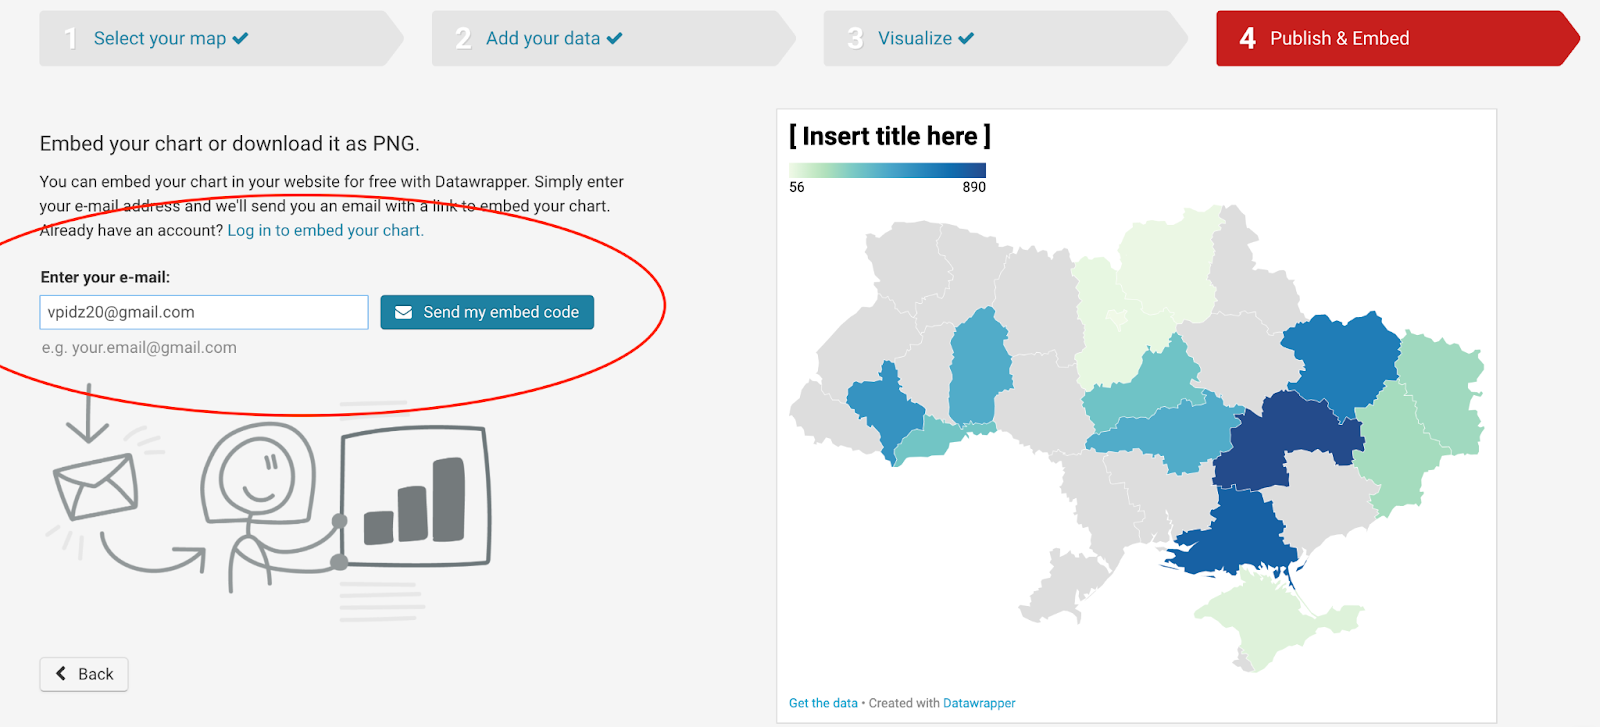 1 Select your map
2 Add your data
3 Visualize
4 Publish & Embed
Embed your chart or download it as PNG.
You can embed your chart in your website for free with Datawrapper. Simply enter
your e-mail address and we'll send you an email with a link to embed your chart.
Already have an account? Log in to embed your chart.
Enter your e-mail:
vpidz20@gmail.com
Send my embed code
e.g. your.email@gmail.com
Back
[ Insert title here ]
56 890
Get the data • Created with Datawrapper